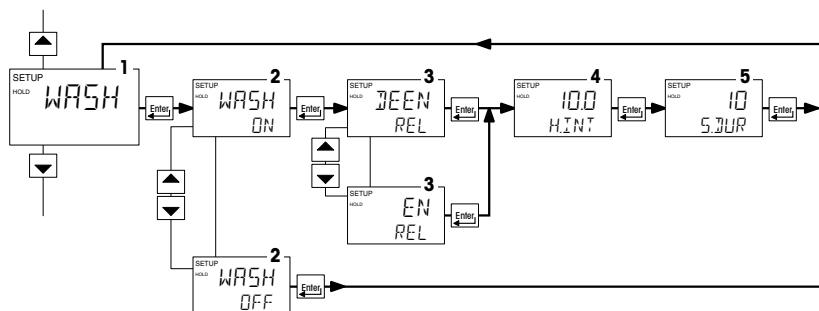 1
SETUP
HOLD
WASH
Enter
2
SETUP
HOLD
WASH
ON
Enter
3
SETUP
HOLD
DEEN
REL
Enter
4
SETUP
HOLD
10.0
H.INT
Enter
5
SETUP
HOLD
10
S.DUR
Enter
3
SETUP
HOLD
EN
REL
Enter
2
SETUP
HOLD
WASH
OFF
Enter